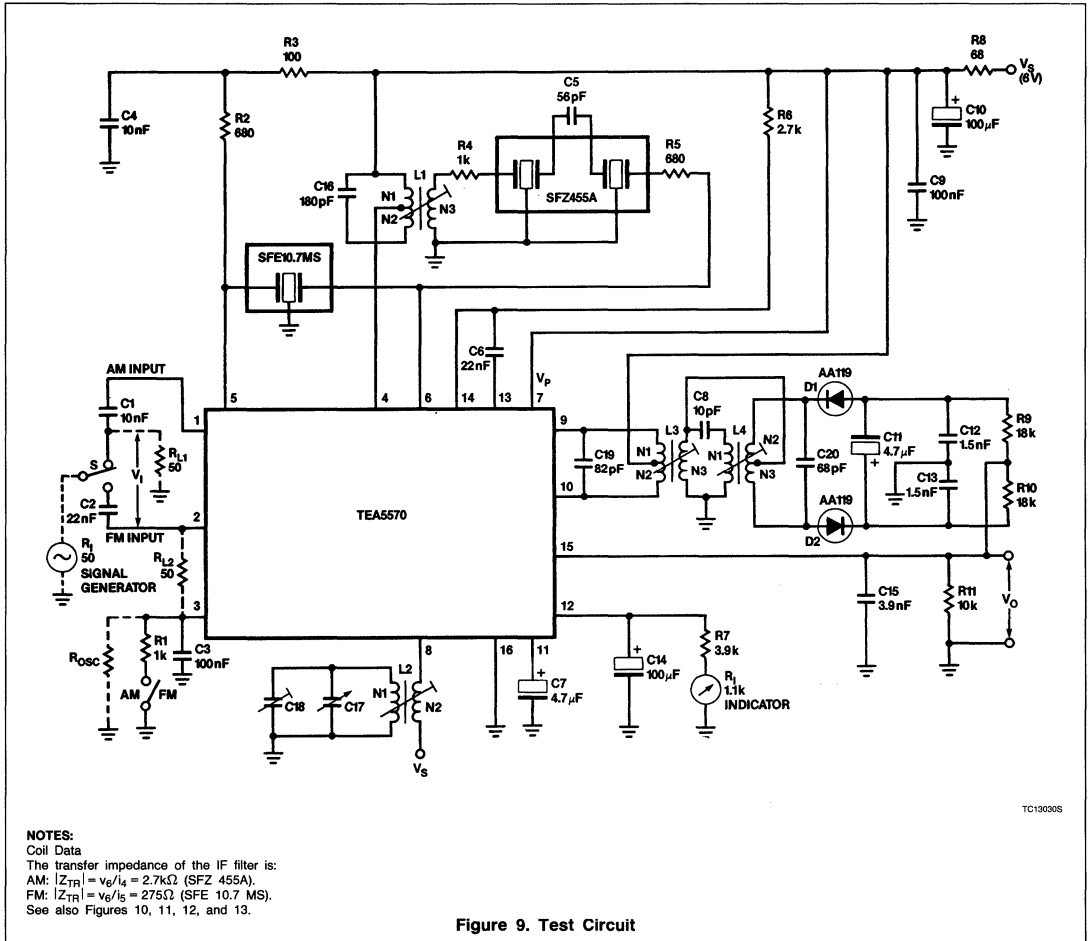 R3
100
R8
68
VS
(6V)
C5
56pF
C4
10nF
R2
680
R6
2.7k
+
C10
100µF
R4
1k
R5
680
C16
180pF
L1
N1
N2
N3
SFZ455A
C9
100nF
SFE10.7MS
C6
22nF
VP
AM INPUT
5
4
6
14
13
7
C1
10nF
1
RL1
50
S
VI
C2
22nF
2
FM INPUT
RI
50
SIGNAL
GENERATOR
RL2
50
3
ROSC
R1
1k
C3
100nF
AM
FM
TEA5570
9
10
15
12
8
16
11
C19
82pF
N1
N2
L3
N3
C8
10pF
N1
L4
N2
N3
AA119
D1
C20
68pF
AA119
D2
C11
4.7µF
+
C12
1.5nF
C13
1.5nF
R9
18k
R10
18k
C15
3.9nF
R11
10k
VO
+
C14
100µF
R7
3.9k
RI
1.1k
INDICATOR
C18
C17
N1
L2
N2
VS
+
C7
4.7µF
TC13030S
NOTES:
Coil Data
The transfer impedance of the IF filter is:
AM: |ZTR| = v6/i4 = 2.7kΩ (SFZ 455A).
FM: |ZTR| = v6/i5 = 275Ω (SFE 10.7 MS).
See also Figures 10, 11, 12, and 13.
Figure 9. Test Circuit